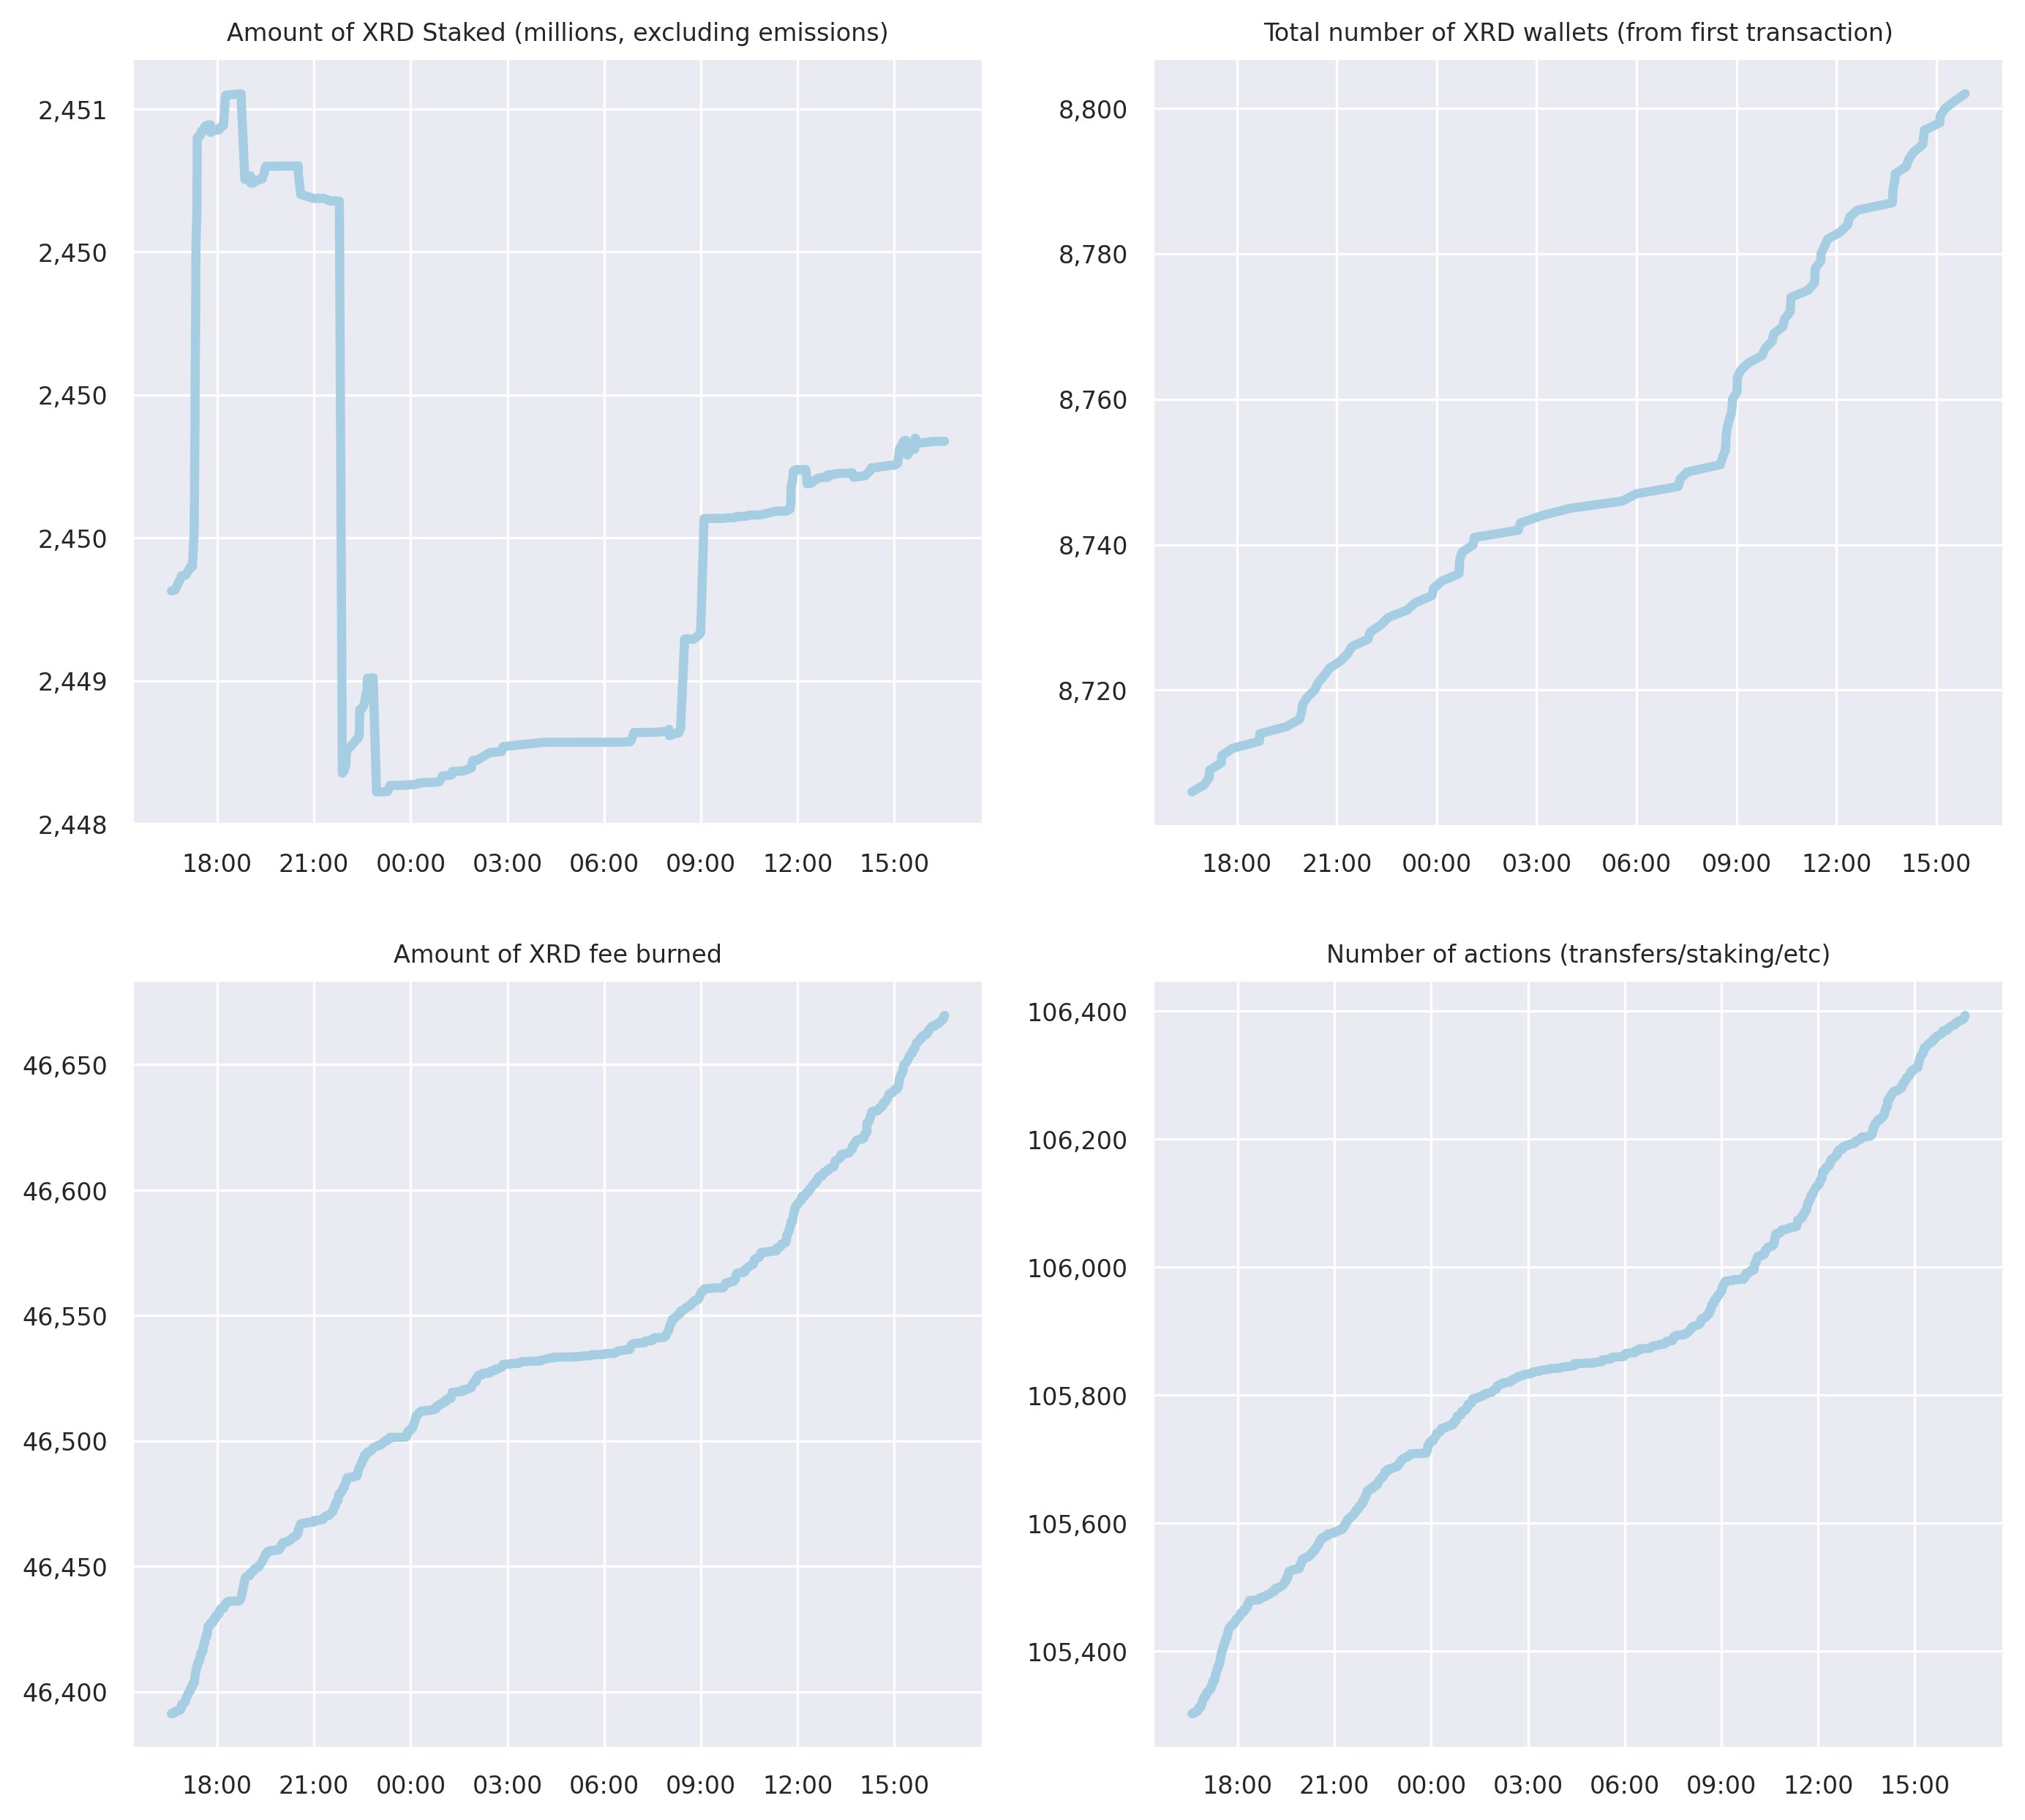 Amount of XRD Staked (millions, excluding emissions)
2,451
2,450
2,450
2,450
2,449
2,448
18:00 21:00 00:00 03:00 06:00 09:00 12:00 15:00
Total number of XRD wallets (from first transaction)
8,800
8,780
8,760
8,740
8,720
18:00 21:00 00:00 03:00 06:00 09:00 12:00 15:00
Amount of XRD fee burned
46,650
46,600
46,550
46,500
46,450
46,400
18:00 21:00 00:00 03:00 06:00 09:00 12:00 15:00
Number of actions (transfers/staking/etc)
106,400
106,200
106,000
105,800
105,600
105,400
18:00 21:00 00:00 03:00 06:00 09:00 12:00 15:00